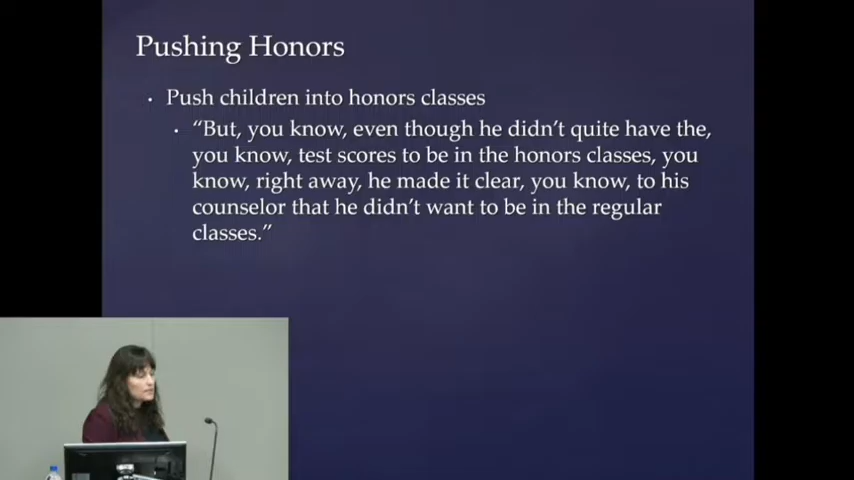 Pushing Honors
• Push children into honors classes
• “But, you know, even though he didn’t quite have the,
you know, test scores to be in the honors classes, you
know, right away, he made it clear, you know, to his
counselor that he didn’t want to be in the regular
classes.”